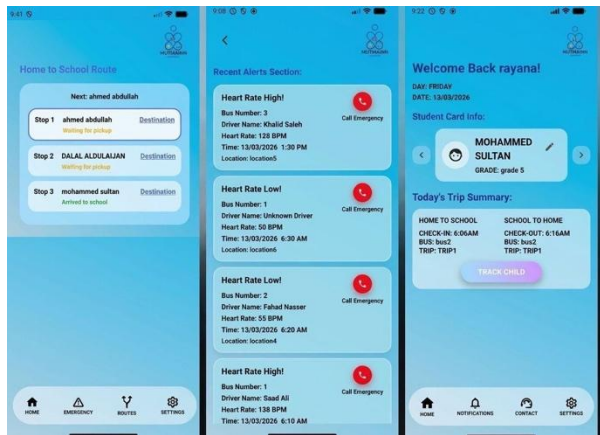 9:41
MUTMAINN
Home to School Route
Next: ahmed abdullah
Stop 1 ahmed abdullah Destination
Waiting for pickup
Stop 2 DALAL ALDULAIJAN Destination
Waiting for pickup
Stop 3 mohammed sultan Destination
Arrived to school
HOME EMERGENCY ROUTES SETTINGS
9:08
Recent Alerts Section:
Heart Rate High!
Bus Number: 3
Driver Name: Khalid Saleh
Heart Rate: 128 BPM
Time: 13/03/2026 1:30 PM
Location: location5
Call Emergency
Heart Rate Low!
Bus Number: 1
Driver Name: Unknown Driver
Heart Rate: 50 BPM
Time: 13/03/2026 6:30 AM
Location: location6
Call Emergency
Heart Rate Low!
Bus Number: 2
Driver Name: Fahad Nasser
Heart Rate: 55 BPM
Time: 13/03/2026 6:20 AM
Location: location4
Call Emergency
Heart Rate High!
Bus Number: 1
Driver Name: Saad Ali
Heart Rate: 138 BPM
Time: 13/03/2026 6:10 AM
Call Emergency
9:22
Welcome Back rayana!
DAY: FRIDAY
DATE: 13/03/2026
Student Card Info:
MOHAMMED
SULTAN
GRADE: grade 5
Today's Trip Summary:
HOME TO SCHOOL
CHECK-IN: 6:06AM
BUS: bus2
TRIP: TRIP1
SCHOOL TO HOME
CHECK-OUT: 6:16AM
BUS: bus2
TRIP: TRIP1
TRACK CHILD
HOME NOTIFICATIONS CONTACT SETTINGS